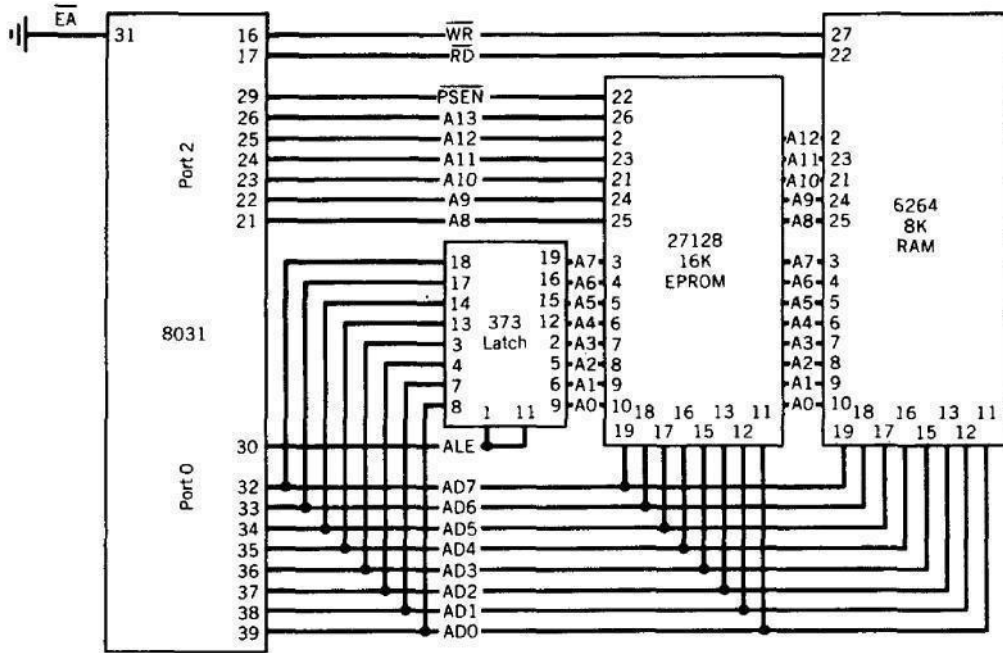 EA
31
16
WR
27
17
RD
22
29
PSEN
22
26
A13
26
25
A12
2
A12
2
24
A11
23
A11
23
23
A10
21
A10
21
22
A9
24
A9
24
21
A8
25
A8
25
Port 2
6264
8K
RAM
27128
16K
EPROM
18
19
A7
3
A7
3
17
16
A6
4
A6
4
14
15
A5
5
A5
5
13
12
A4
6
A4
6
3
2
A3
7
A3
7
4
5
A2
8
A2
8
7
6
A1
9
A1
9
8
1
11
9
A0
10
A0
10
373
Latch
8031
18
16
13
11
19
17
15
12
18
16
13
11
19
17
15
12
30
ALE
Port 0
32
AD7
33
AD6
34
AD5
35
AD4
36
AD3
37
AD2
38
AD1
39
AD0